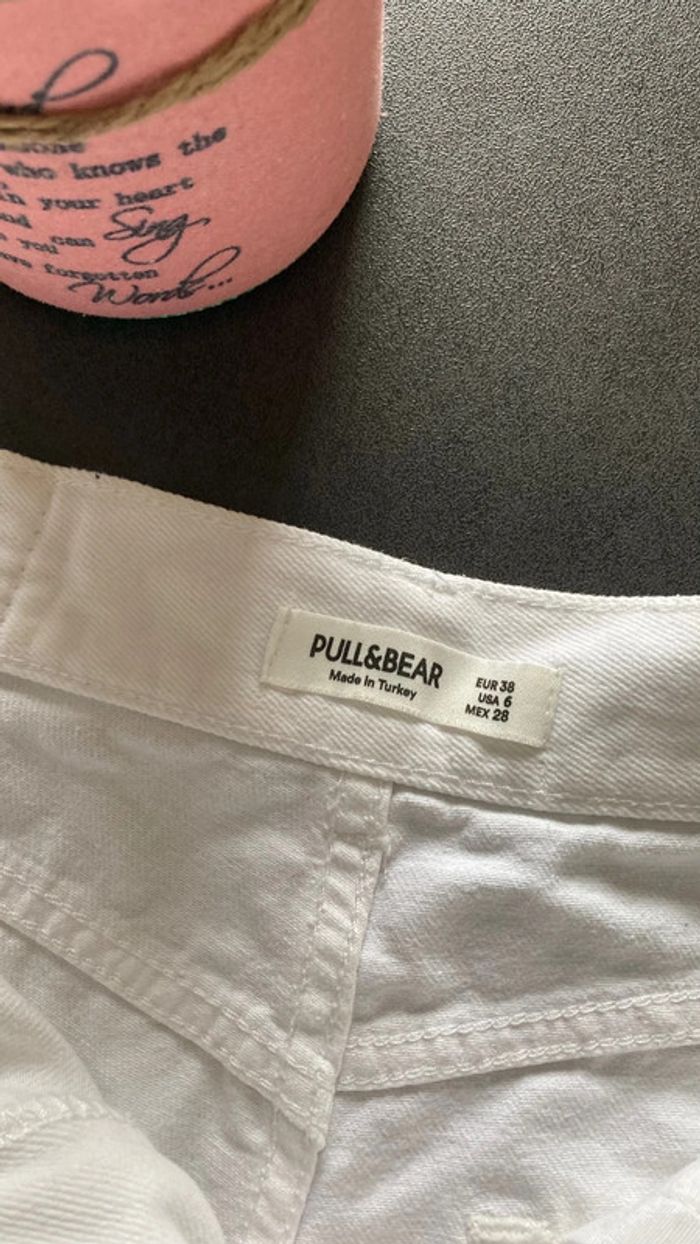 who knows the
in your heart
you can Sing
forgotten
Words...
PULL&BEAR
Made in Turkey
EUR 38
USA 6
MEX 28